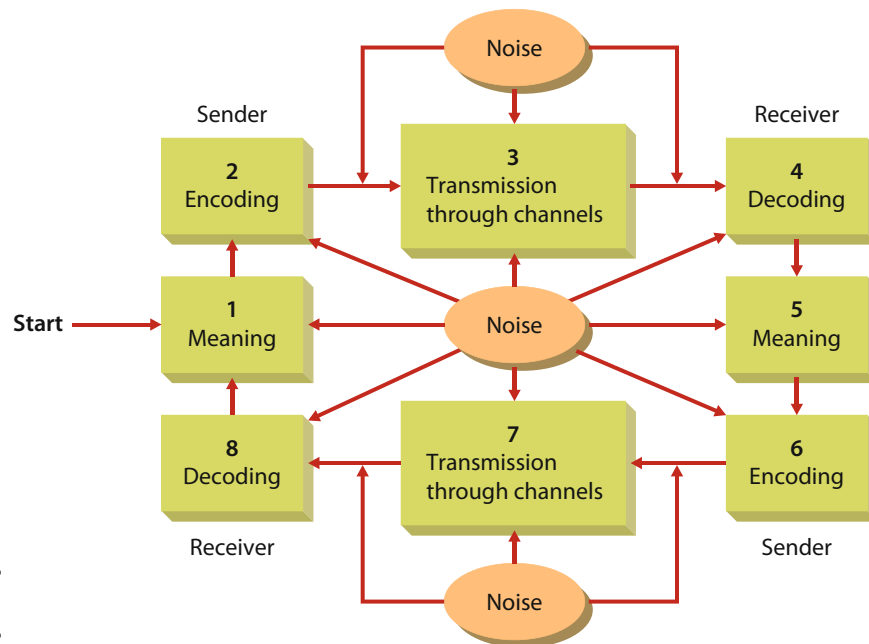 Noise
Sender
Receiver
2
Encoding
3
Transmission
through channels
4
Decoding
Start
1
Meaning
Noise
5
Meaning
8
Decoding
7
Transmission
through channels
6
Encoding
Receiver
Sender
Noise